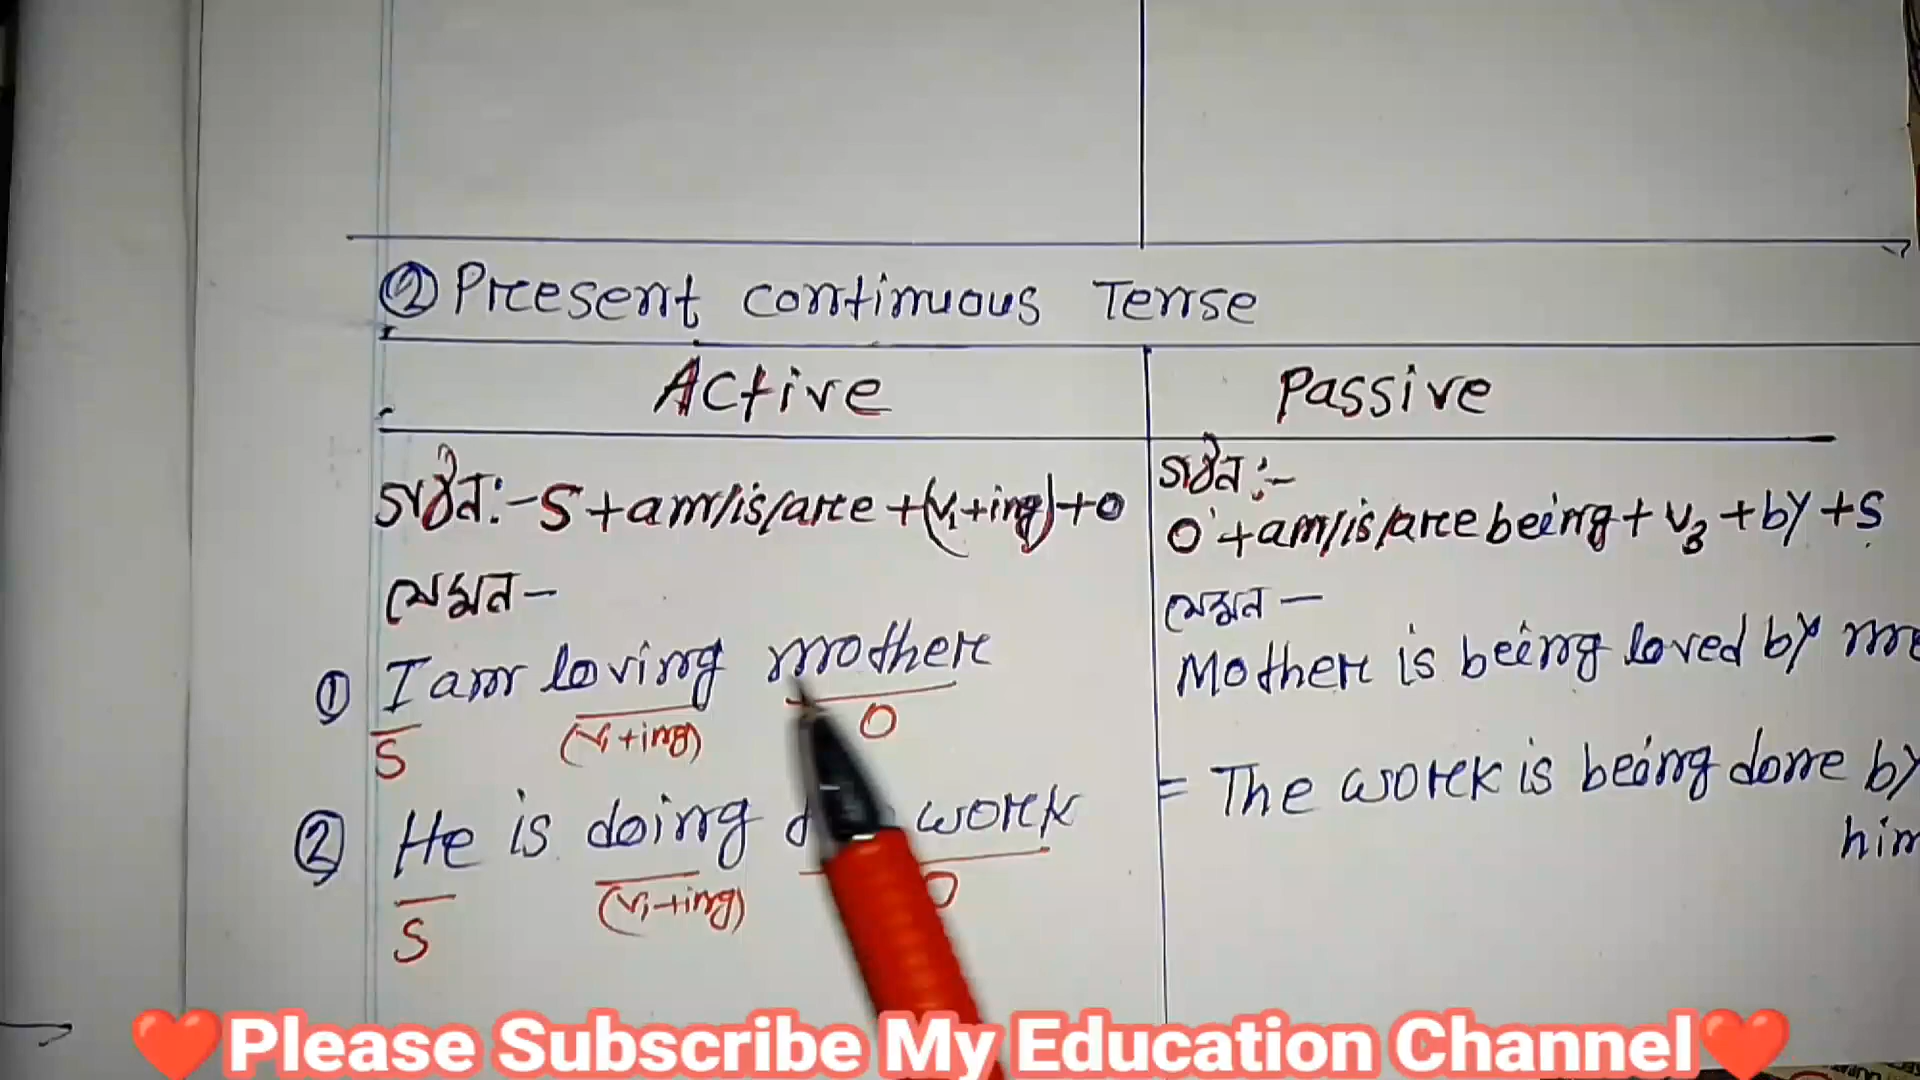 ② Present continuous Tense
Active
Passive
গঠন:- S + am/is/are + (V₁+ing) + O
গঠন:-
O + am/is/are being + V₃ + by + S
যেমন-
যেমন —
① I am loving mother
S (V₁+ing) O
Mother is being loved by me
② He is doing work
S (V₁+ing) O
= The work is being done by
him
❤️Please Subscribe My Education Channel❤️